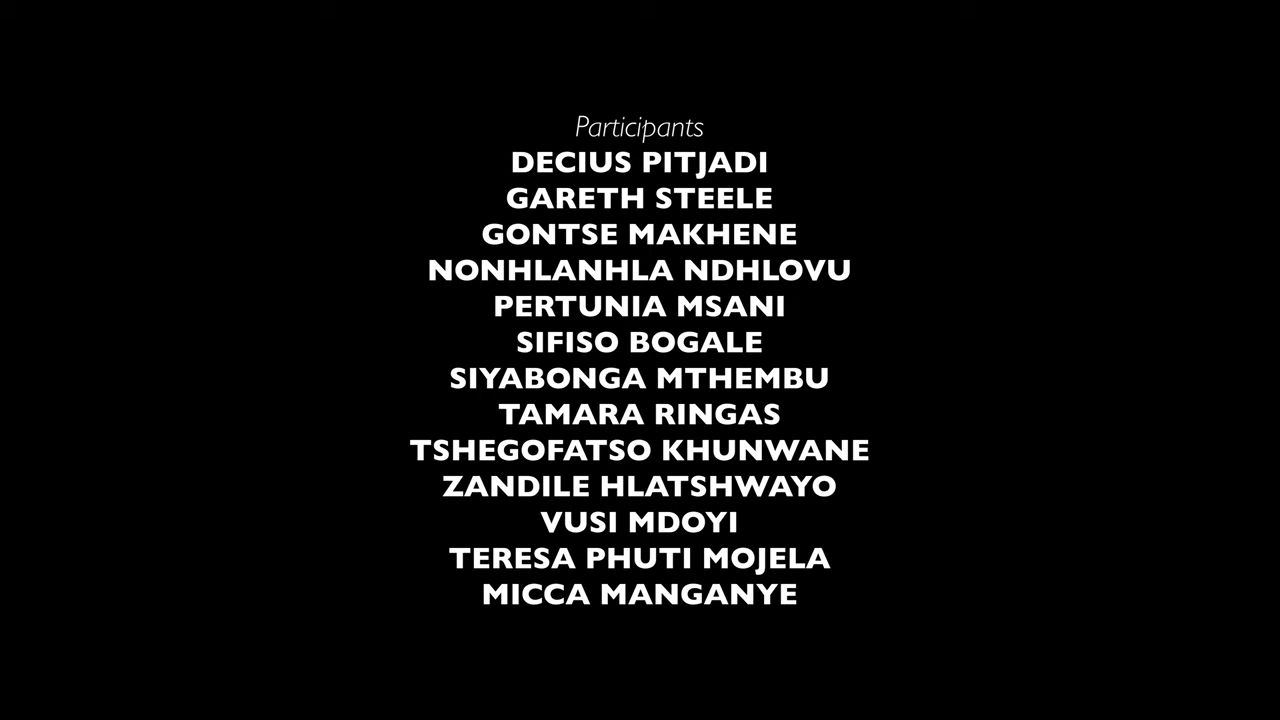 Participants
DECIUS PITJADI
GARETH STEELE
GONTSE MAKHENE
NONHLANHLA NDHLOVU
PERTUNIA MSANI
SIFISO BOGALE
SIYABONGA MTHEMBU
TAMARA RINGAS
TSHEGOFATSO KHUNWANE
ZANDILE HLATSHWAYO
VUSI MDOYI
TERESA PHUTI MOJELA
MICCA MANGANYE